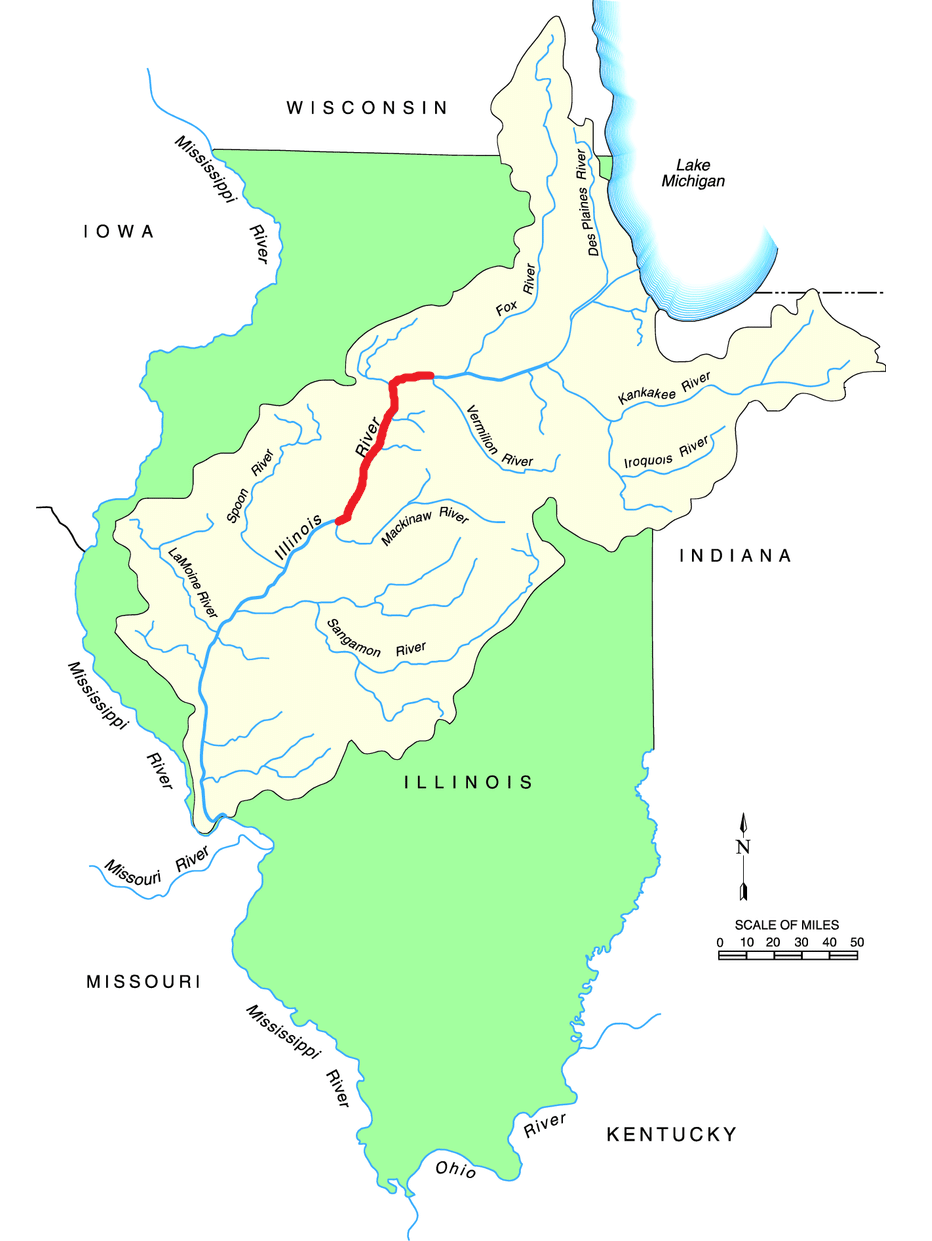 WISCONSIN
Mississippi
River
IOWA
Lake
Michigan
Des Plaines River
Fox
River
Kankakee River
Iroquois River
Vermilion River
River
Illinois
Spoon River
Mackinaw River
LaMoine River
Sangamon River
INDIANA
Mississippi
River
ILLINOIS
Missouri River
N
SCALE OF MILES
0 10 20 30 40 50
MISSOURI
Mississippi
River
Ohio
River
KENTUCKY